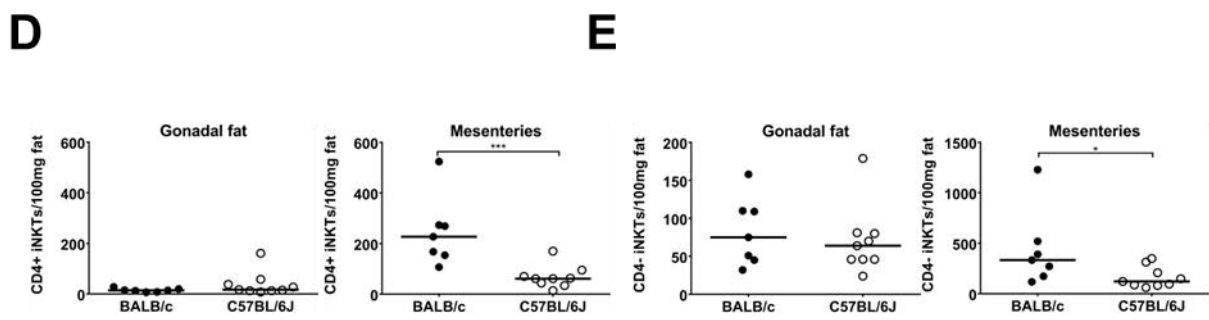 D
E
Gonadal fat
CD4+ iNKTs/100mg fat
600
400
200
0
BALB/c
C57BL/6J
Mesenteries
CD4+ iNKTs/100mg fat
600
400
200
0
***
BALB/c
C57BL/6J
Gonadal fat
CD4- iNKTs/100mg fat
200
150
100
50
0
BALB/c
C57BL/6J
Mesenteries
CD4- iNKTs/100mg fat
1500
1000
500
0
*
BALB/c
C57BL/6J